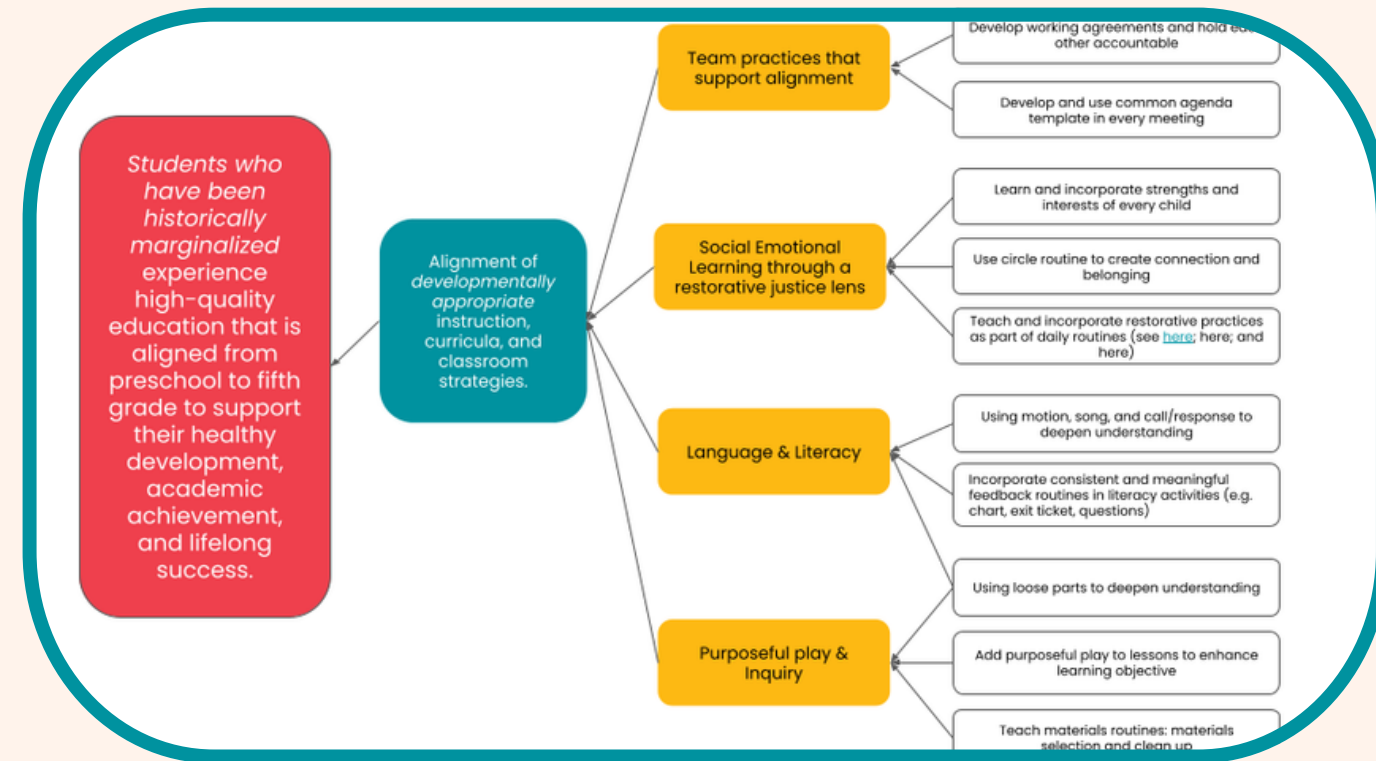 Students who
have been
historically
marginalized
experience
high-quality
education that is
aligned from
preschool to fifth
grade to support
their healthy
development,
academic
achievement,
and lifelong
success.
Alignment of
developmentally
appropriate
instruction,
curricula, and
classroom
strategies.
Team practices that
support alignment
Social Emotional
Learning through a
restorative justice lens
Language & Literacy
Purposeful play &
Inquiry
Develop working agreements and hold
other accountable
Develop and use common agenda
template in every meeting
Learn and incorporate strengths and
interests of every child
Use circle routine to create connection and
belonging
Teach and incorporate restorative practices
as part of daily routines (see here; here; and
here)
Using motion, song, and call/response to
deepen understanding
Incorporate consistent and meaningful
feedback routines in literacy activities (e.g.
chart, exit ticket, questions)
Using loose parts to deepen understanding
Add purposeful play to lessons to enhance
learning objective
Teach materials routines: materials
selection and clean up